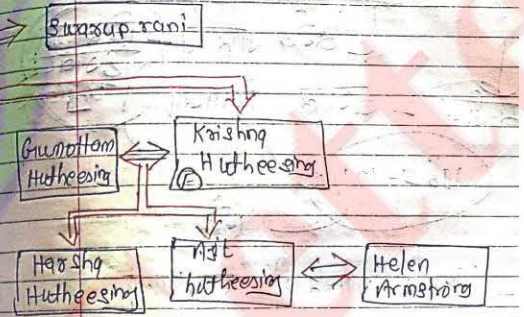 Swarup rani
Krishna
Hutheesing
F
Gunottam
Hutheesing
Harsha
Hutheesing
Ajit
hutheesing
Helen
Armstrong